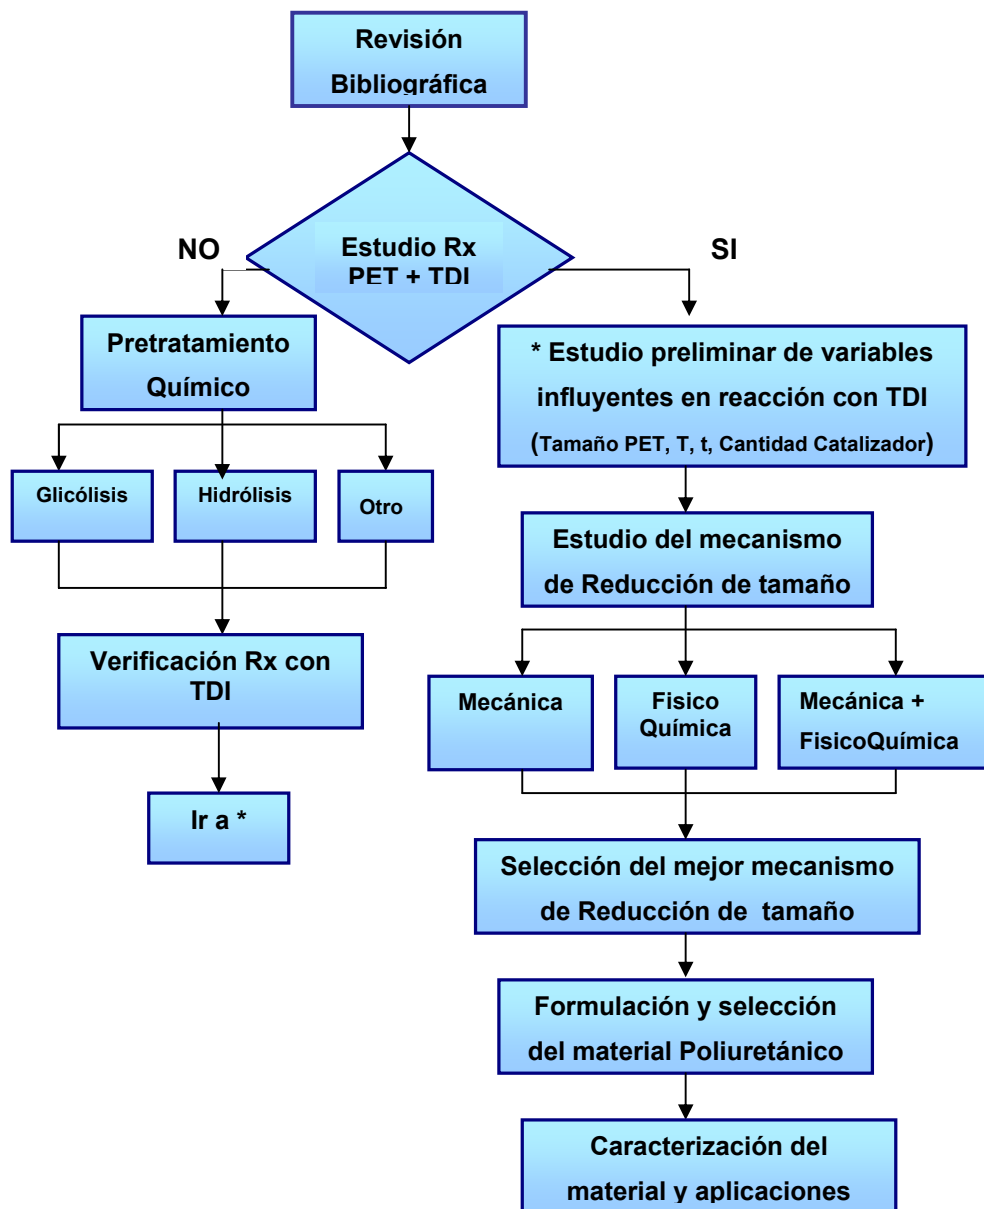 Revisión
Bibliográfica
Estudio Rx
PET + TDI
NO
SI
Pretratamiento
Químico
Glicólisis
Hidrólisis
Otro
Verificación Rx con
TDI
Ir a *
* Estudio preliminar de variables
influyentes en reacción con TDI
(Tamaño PET, T, t, Cantidad Catalizador)
Estudio del mecanismo
de Reducción de tamaño
Mecánica
Fisico
Química
Mecánica +
FisicoQuímica
Selección del mejor mecanismo
de Reducción de tamaño
Formulación y selección
del material Poliuretánico
Caracterización del
material y aplicaciones